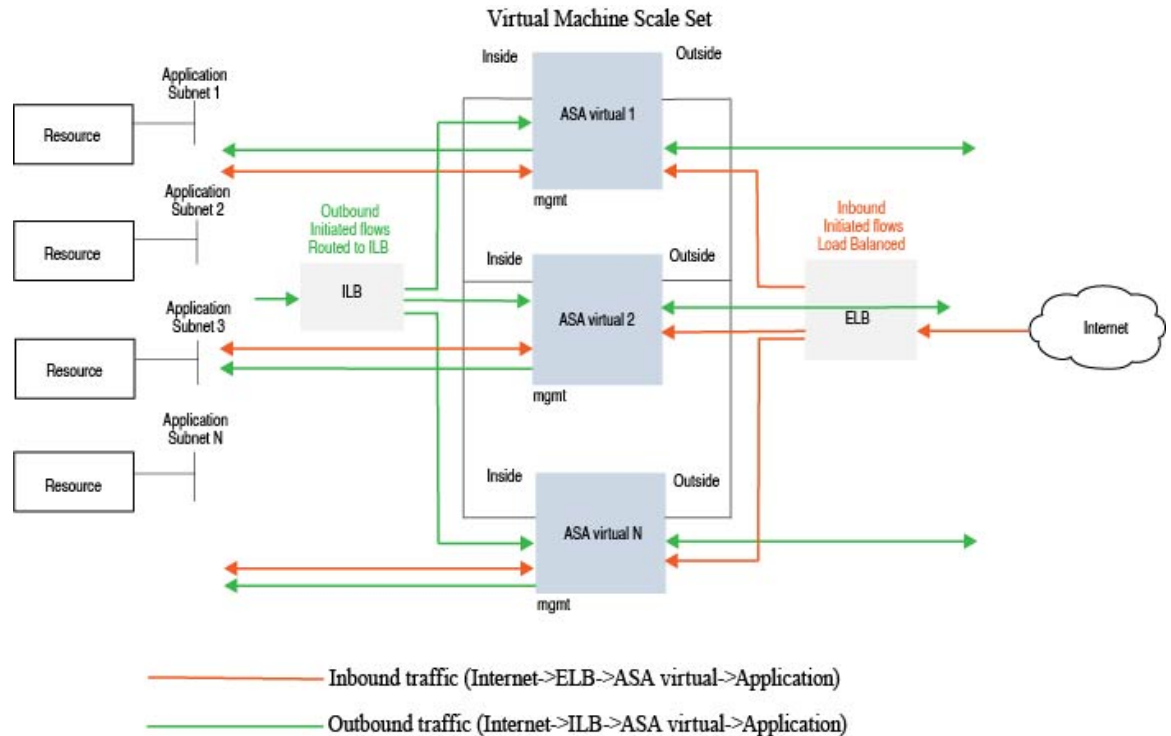 Virtual Machine Scale Set
Inside
Outside
Application
Subnet 1
Resource
ASA virtual 1
mgmt
Application
Subnet 2
Resource
Outbound
Initiated flows
Routed to ILB
Inbound
Initiated flows
Load Balanced
Inside
Outside
ILB
ASA virtual 2
ELB
Internet
Application
Subnet 3
Resource
mgmt
Application
Subnet N
Resource
Inside
Outside
ASA virtual N
mgmt
Inbound traffic (Internet->ELB->ASA virtual->Application)
Outbound traffic (Internet->ILB->ASA virtual->Application)